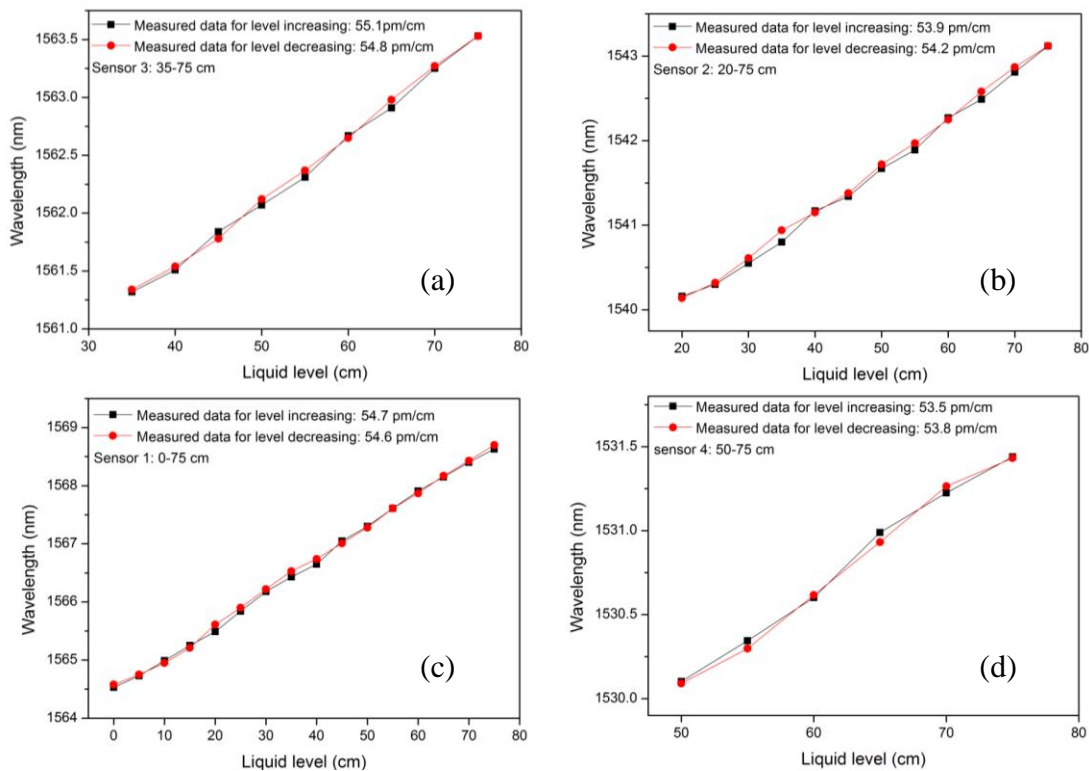 Measured data for level increasing: 55.1pm/cm
Measured data for level decreasing: 54.8 pm/cm
Sensor 3: 35-75 cm
1563.5
1563.0
1562.5
1562.0
1561.5
1561.0
Wavelength (nm)
(a)
30 40 50 60 70 80
Liquid level (cm)
Measured data for level increasing: 53.9 pm/cm
Measured data for level decreasing: 54.2 pm/cm
Sensor 2: 20-75 cm
1543
1542
1541
1540
Wavelength (nm)
(b)
20 30 40 50 60 70 80
Liquid level (cm)
Measured data for level increasing: 54.7 pm/cm
Measured data for level decreasing: 54.6 pm/cm
Sensor 1: 0-75 cm
1569
1568
1567
1566
1565
1564
Wavelength (nm)
(c)
0 10 20 30 40 50 60 70 80
Liquid level (cm)
Measured data for level increasing: 53.5 pm/cm
Measured data for level decreasing: 53.8 pm/cm
sensor 4: 50-75 cm
1531.5
1531.0
1530.5
1530.0
Wavelength (nm)
(d)
50 60 70 80
Liquid level (cm)